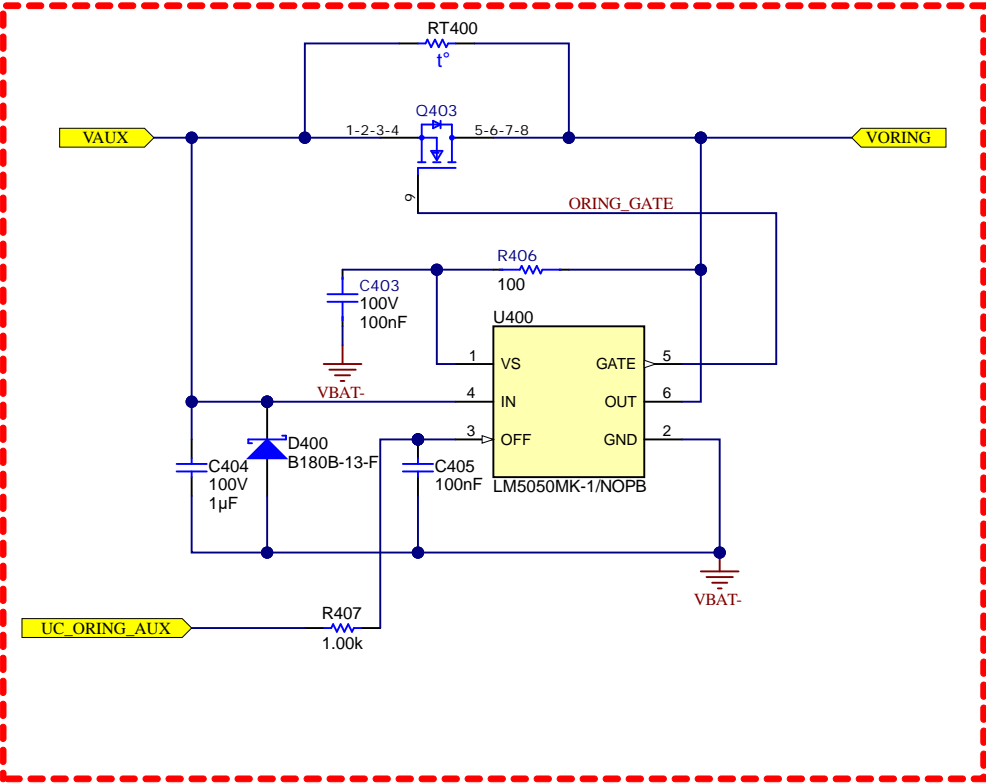 RT400
t°
Q403
VAUX
1-2-3-4
5-6-7-8
VORING
9
ORING_GATE
R406
100
C403
100V
100nF
VBAT-
U400
1 VS
GATE 5
4 IN
OUT 6
3 OFF
GND 2
LM5050MK-1/NOPB
D400
B180B-13-F
C404
100V
1µF
C405
100nF
VBAT-
UC_ORING_AUX
R407
1.00k